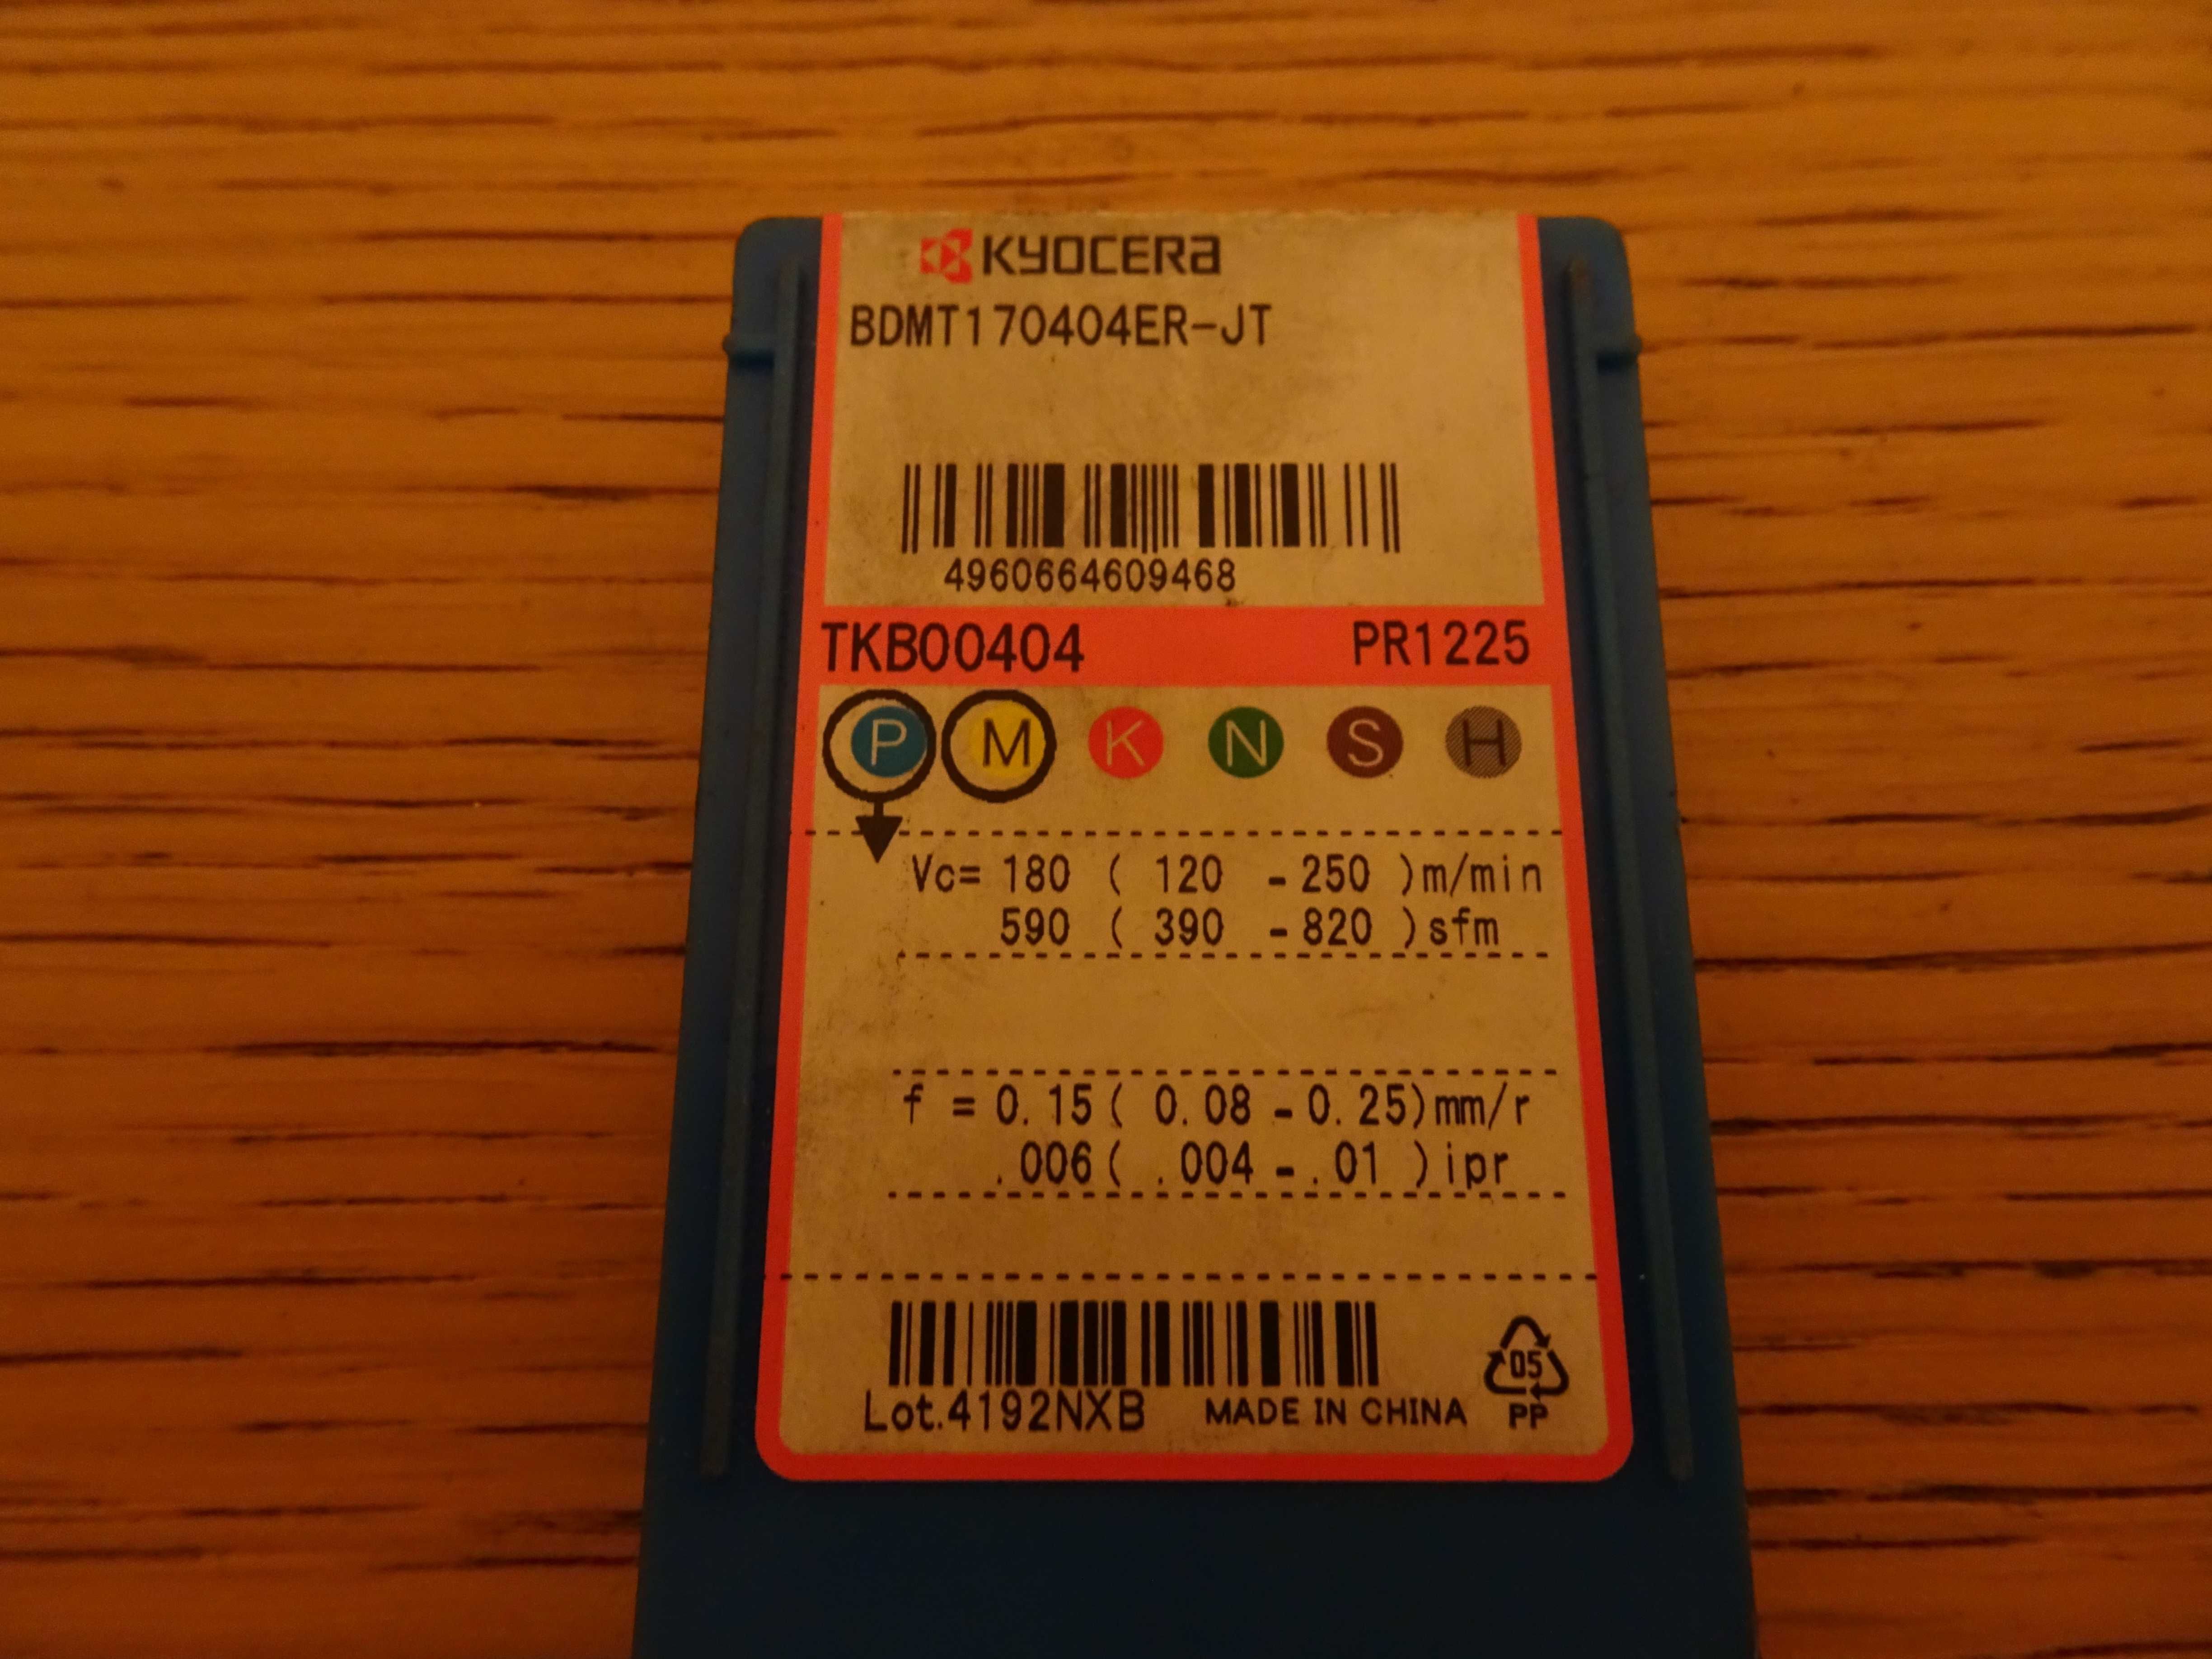 KYOCERA
BDMT170404ER-JT
4960664609468
TKB00404 PR1225
P M K N S H
Vc= 180 ( 120 - 250 )m/min
590 ( 390 - 820 )sfm
f = 0.15( 0.08 - 0.25)mm/r
.006( .004 - .01 )ipr
Lot.4192NXB MADE IN CHINA
05
PP